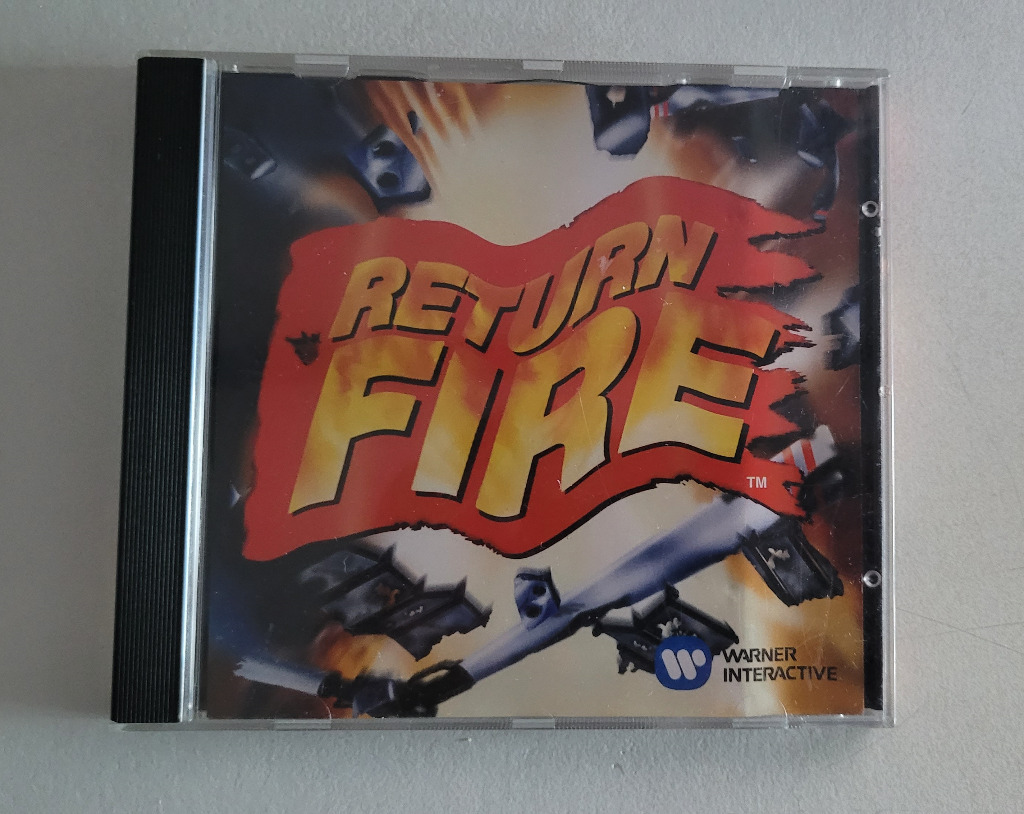 RETURN
FIRE
TM
WARNER
INTERACTIVE